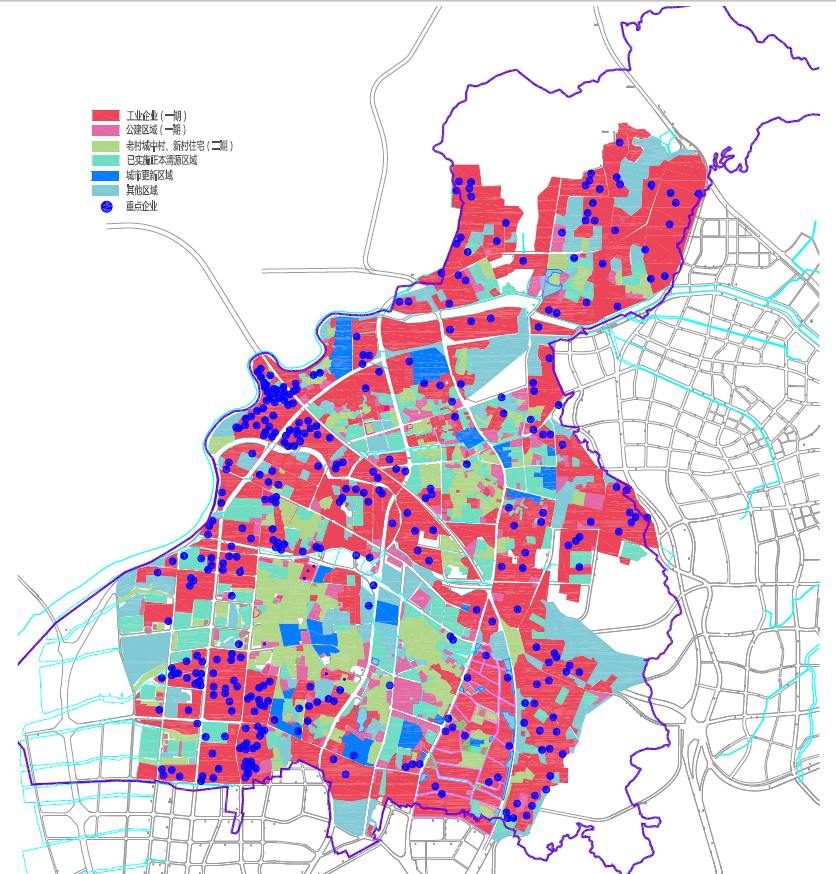 工业企业（一期）
公建区域（一期）
老村城中村、新村住宅（二期）
已实施正本清源区域
城市更新区域
其他区域
重点企业